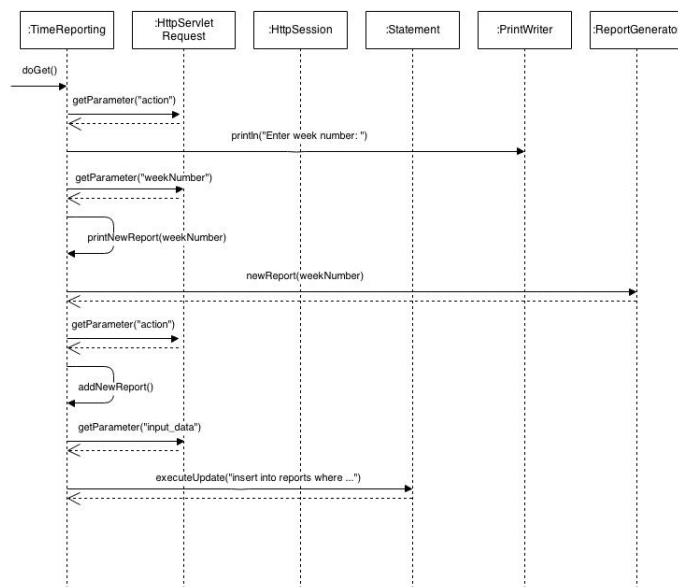 :TimeReporting
:HttpServlet
Request
:HttpSession
:Statement
:PrintWriter
:ReportGenerator
doGet()
getParameter("action")
println("Enter week number: ")
getParameter("weekNumber")
printNewReport(weekNumber)
newReport(weekNumber)
getParameter("action")
addNewReport()
getParameter("input_data")
executeUpdate("insert into reports where ...")